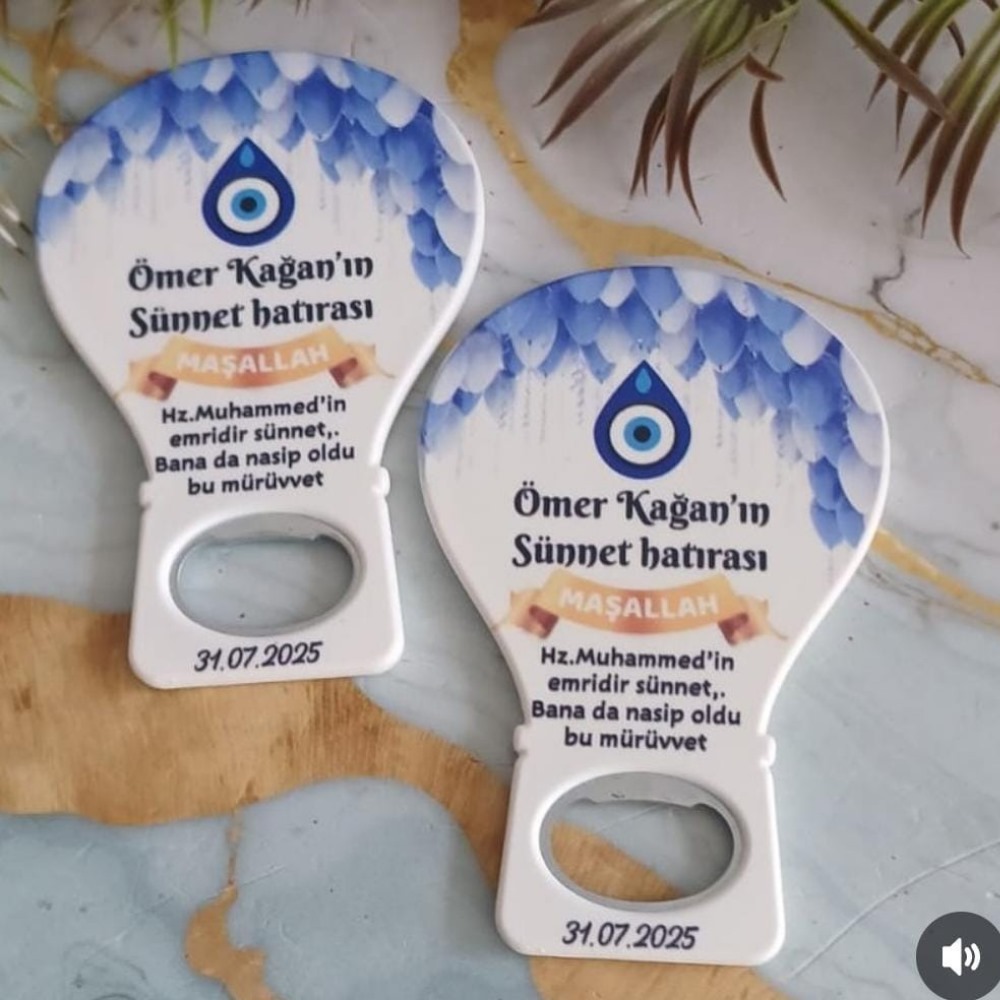 Ömer Kağan'ın
Sünnet hatırası
MAŞALLAH
Hz.Muhammed'in
emridir sünnet,.
Bana da nasip oldu
bu mürüvvet
31.07.2025
Ömer Kağan'ın
Sünnet hatırası
MAŞALLAH
Hz.Muhammed'in
emridir sünnet,.
Bana da nasip oldu
bu mürüvvet
31.07.2025